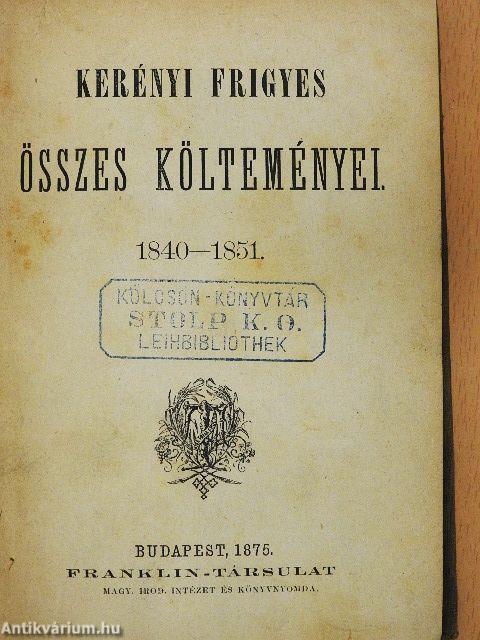 KERÉNYI FRIGYES
ÖSSZES KÖLTEMÉNYEI.
1840—1851.
KÖLCSÖN-KÖNYVTÁR
STOLP K. O.
LEIHBIBLIOTHEK
BUDAPEST, 1875.
FRANKLIN-TÁRSULAT
MAGY. IROD. INTÉZET ÉS KÖNYVNYOMDA.
Antikvárium.hu